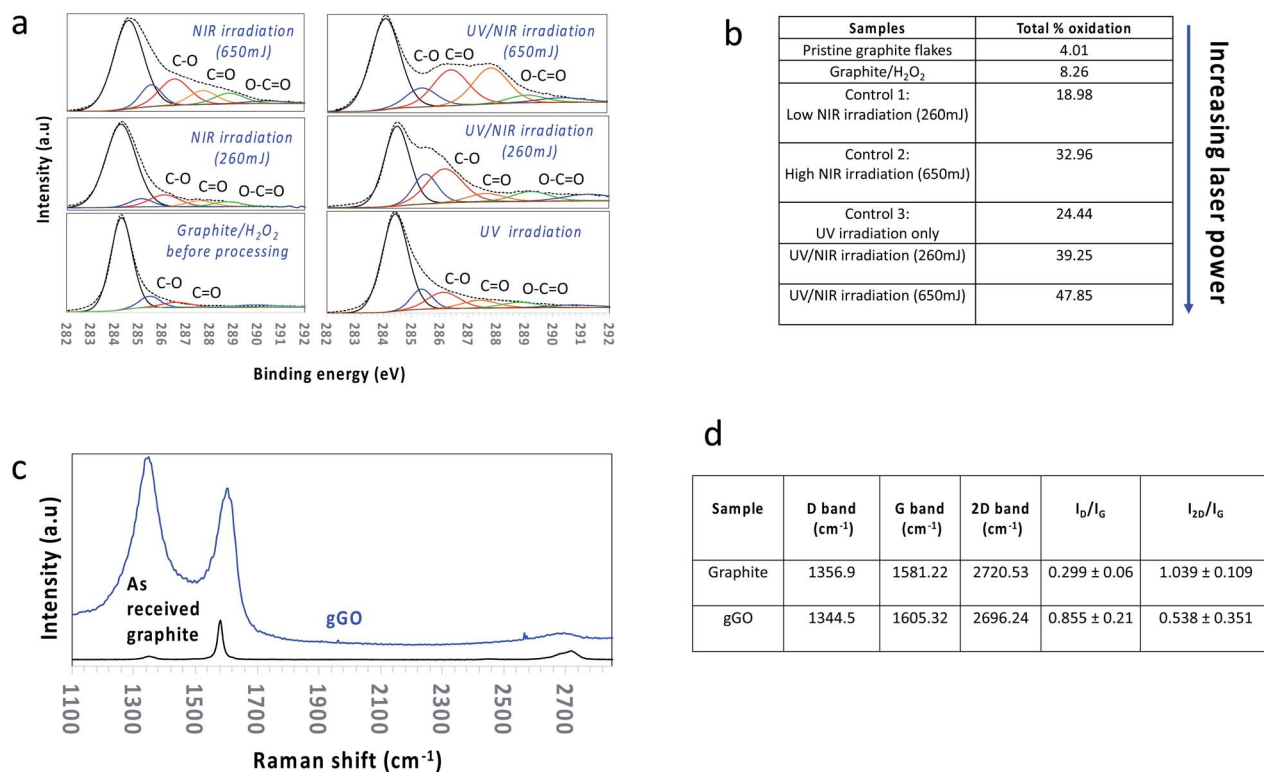 a
NIR irradiation
(650mJ)
C-O
C=O
O-C=O
UV/NIR irradiation
(650mJ)
C-O C=O
O-C=O
NIR irradiation
(260mJ)
C-O
C=O
O-C=O
UV/NIR irradiation
(260mJ)
C-O
C=O
O-C=O
Graphite/H₂O₂
before processing
C-O
C=O
UV irradiation
C-O
C=O
O-C=O
Intensity (a.u)
282 283 284 285 286 287 288 289 290 291 292
282 283 284 285 286 287 288 289 290 291 292
Binding energy (eV)
b
Samples Total % oxidation
Pristine graphite flakes 4.01
Graphite/H₂O₂ 8.26
Control 1: 18.98
Low NIR irradiation (260mJ)
Control 2: 32.96
High NIR irradiation (650mJ)
Control 3: 24.44
UV irradiation only
UV/NIR irradiation (260mJ) 39.25
UV/NIR irradiation (650mJ) 47.85
Increasing laser power
c
Intensity (a.u)
As
received
graphite
gGO
1100 1300 1500 1700 1900 2100 2300 2500 2700
Raman shift (cm⁻¹)
d
Sample D band (cm⁻¹) G band (cm⁻¹) 2D band (cm⁻¹) I_D/I_G I_2D/I_G
Graphite 1356.9 1581.22 2720.53 0.299 ± 0.06 1.039 ± 0.109
gGO 1344.5 1605.32 2696.24 0.855 ± 0.21 0.538 ± 0.351